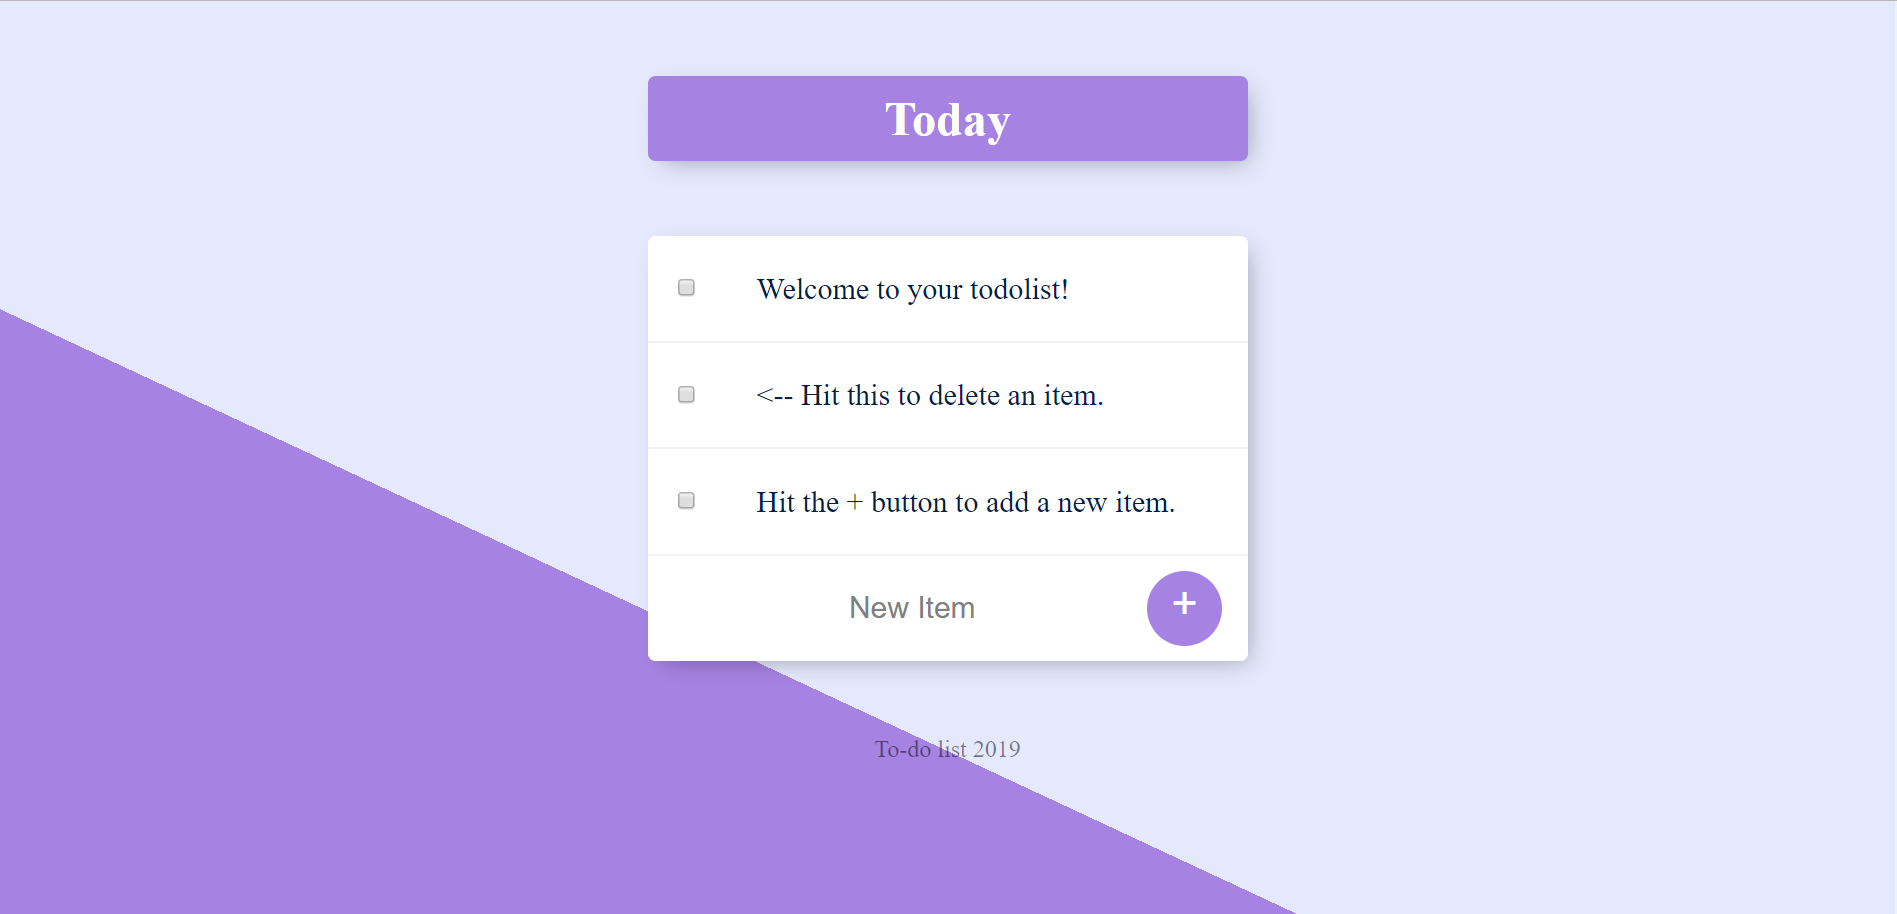 Today
Welcome to your todolist!
<-- Hit this to delete an item.
Hit the + button to add a new item.
New Item
+
To-do list 2019